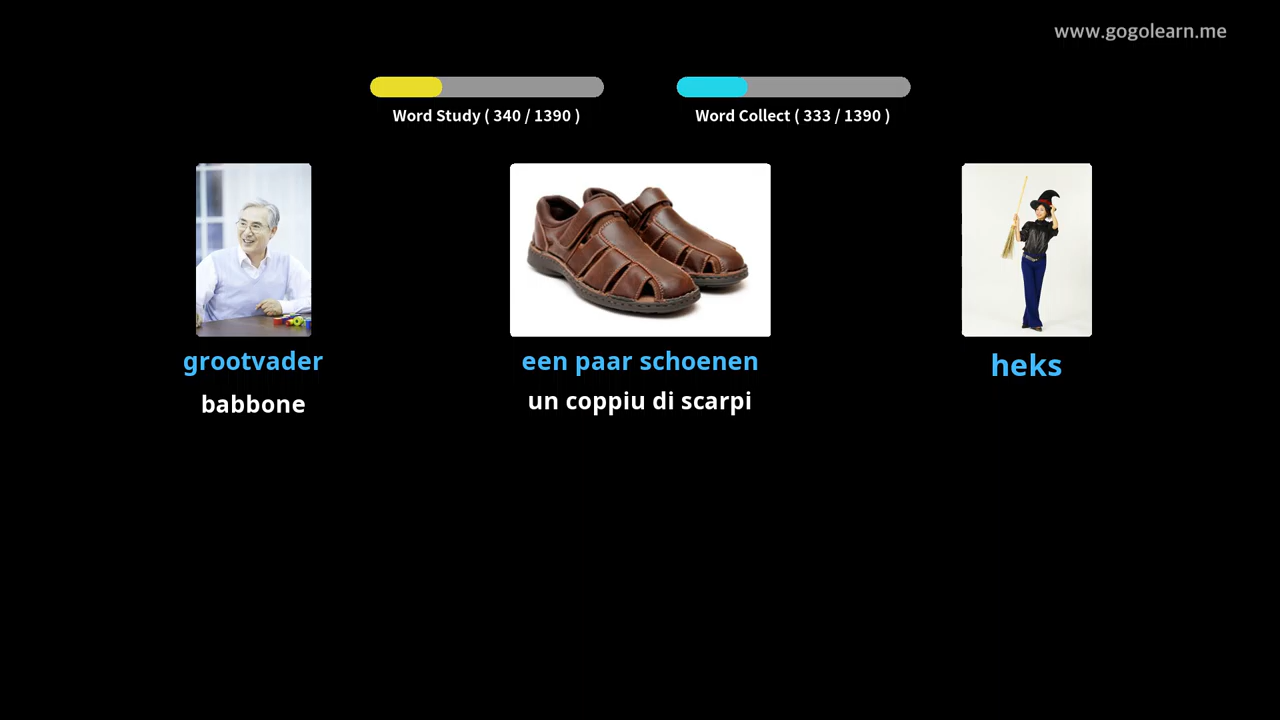 www.gogolearn.me
Word Study ( 340 / 1390 )
Word Collect ( 333 / 1390 )
grootvader
babbone
een paar schoenen
un coppiu di scarpi
heks